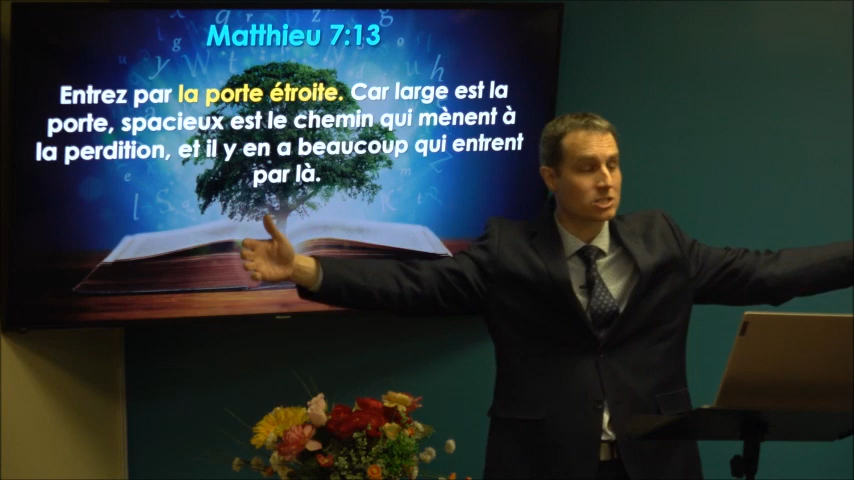 Matthieu 7:13
Entrez par la porte étroite. Car large est la
porte, spacieux est le chemin qui mènent à
la perdition, et il y en a beaucoup qui entrent
par là.